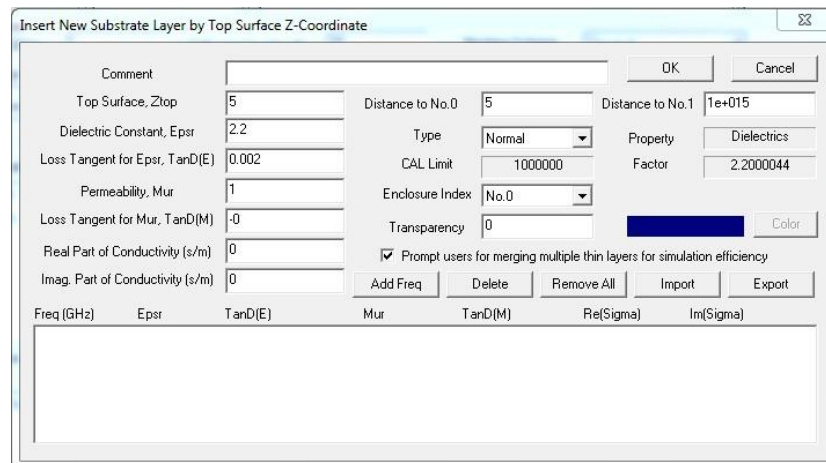 Insert New Substrate Layer by Top Surface Z-Coordinate
Comment OK Cancel
Top Surface, Ztop 5 Distance to No.0 5 Distance to No.1 1e+015
Dielectric Constant, Epsr 2.2 Type Normal Property Dielectrics
Loss Tangent for Epsr, TanD(E) 0.002 CAL Limit 1000000 Factor 2.2000044
Permeability, Mur 1 Enclosure Index No.0
Loss Tangent for Mur, TanD(M) -0 Transparency 0 Color
Real Part of Conductivity (s/m) 0 Prompt users for merging multiple thin layers for simulation efficiency
Imag. Part of Conductivity (s/m) 0 Add Freq Delete Remove All Import Export
Freq (GHz) Epsr TanD(E) Mur TanD(M) Re(Sigma) Im(Sigma)